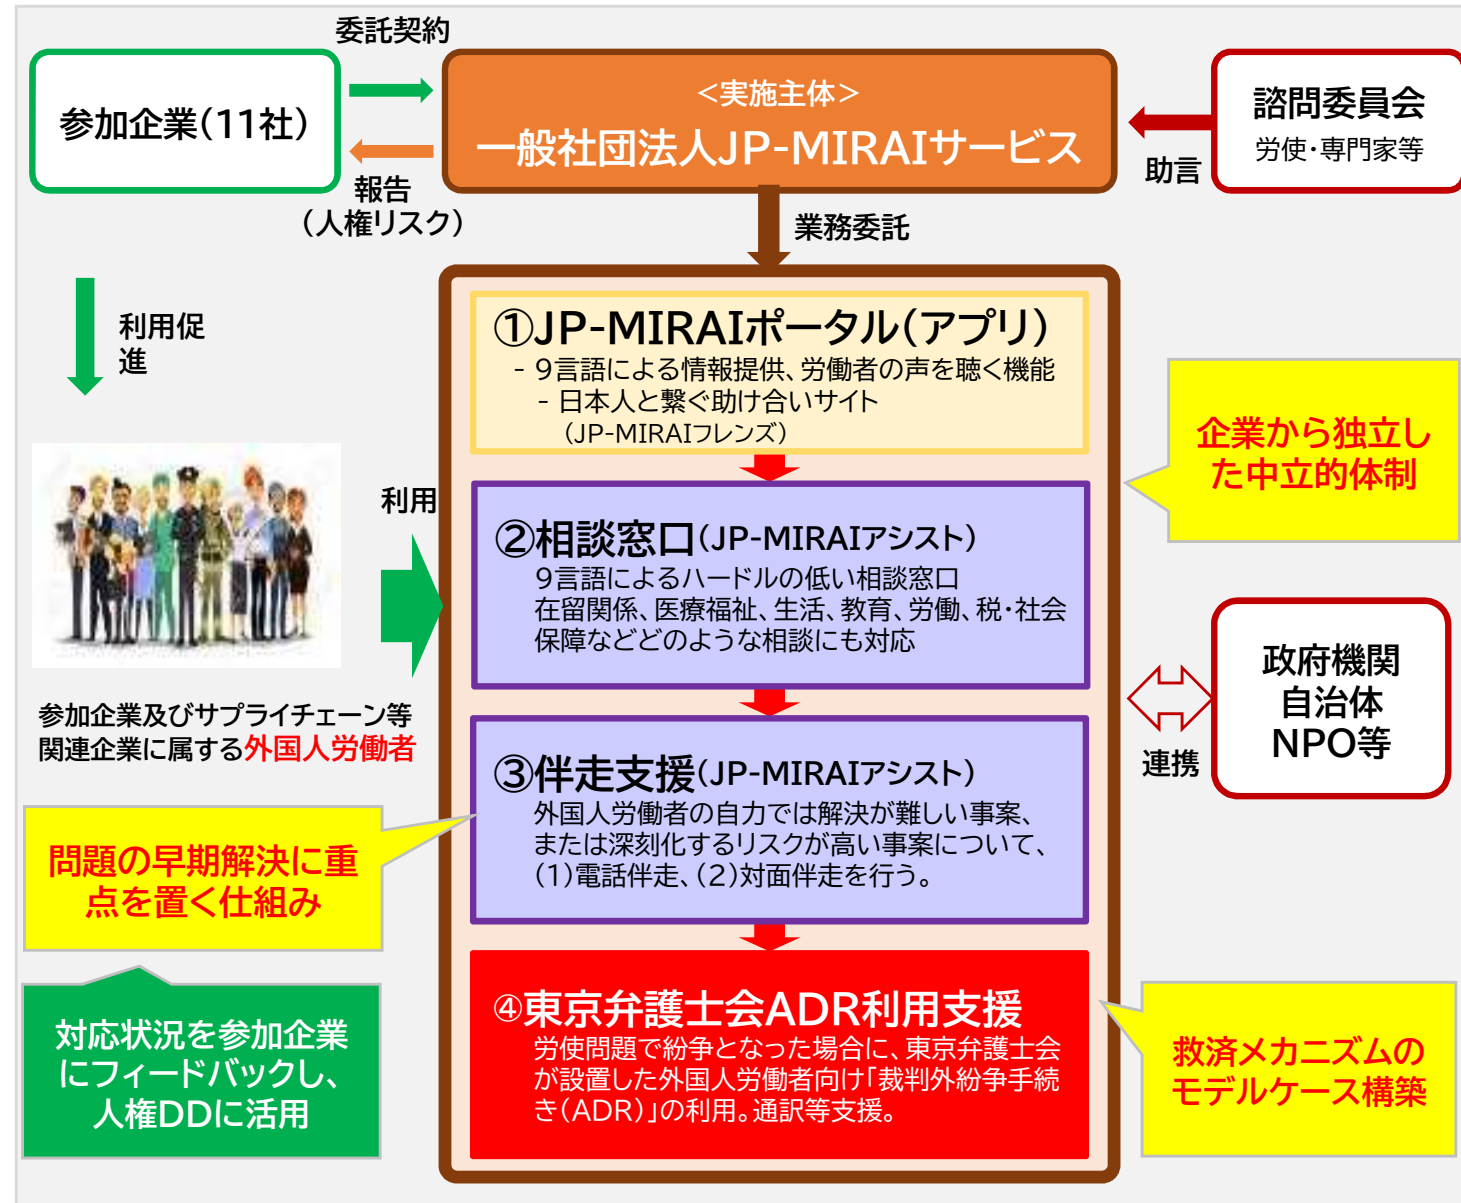 委託契約
参加企業(11社)
<実施主体>
一般社団法人JP-MIRAIサービス
諮問委員会
労使・専門家等
報告
(人権リスク)
助言
業務委託
利用促
進
①JP-MIRAIポータル(アプリ)
- 9言語による情報提供、労働者の声を聴く機能
- 日本人と繋ぐ助け合いサイト
(JP-MIRAIフレンズ)
企業から独立し
た中立的体制
利用
②相談窓口(JP-MIRAIアシスト)
9言語によるハードルの低い相談窓口
在留関係、医療福祉、生活、教育、労働、税・社会
保障などどのような相談にも対応
政府機関
自治体
NPO等
連携
参加企業及びサプライチェーン等
関連企業に属する外国人労働者
③伴走支援(JP-MIRAIアシスト)
外国人労働者の自力では解決が難しい事案、
または深刻化するリスクが高い事案について、
(1)電話伴走、(2)対面伴走を行う。
問題の早期解決に重
点を置く仕組み
④東京弁護士会ADR利用支援
労使問題で紛争となった場合に、東京弁護士会
が設置した外国人労働者向け「裁判外紛争手続
き(ADR)」の利用。通訳等支援。
対応状況を参加企業
にフィードバックし、
人権DDに活用
救済メカニズムの
モデルケース構築